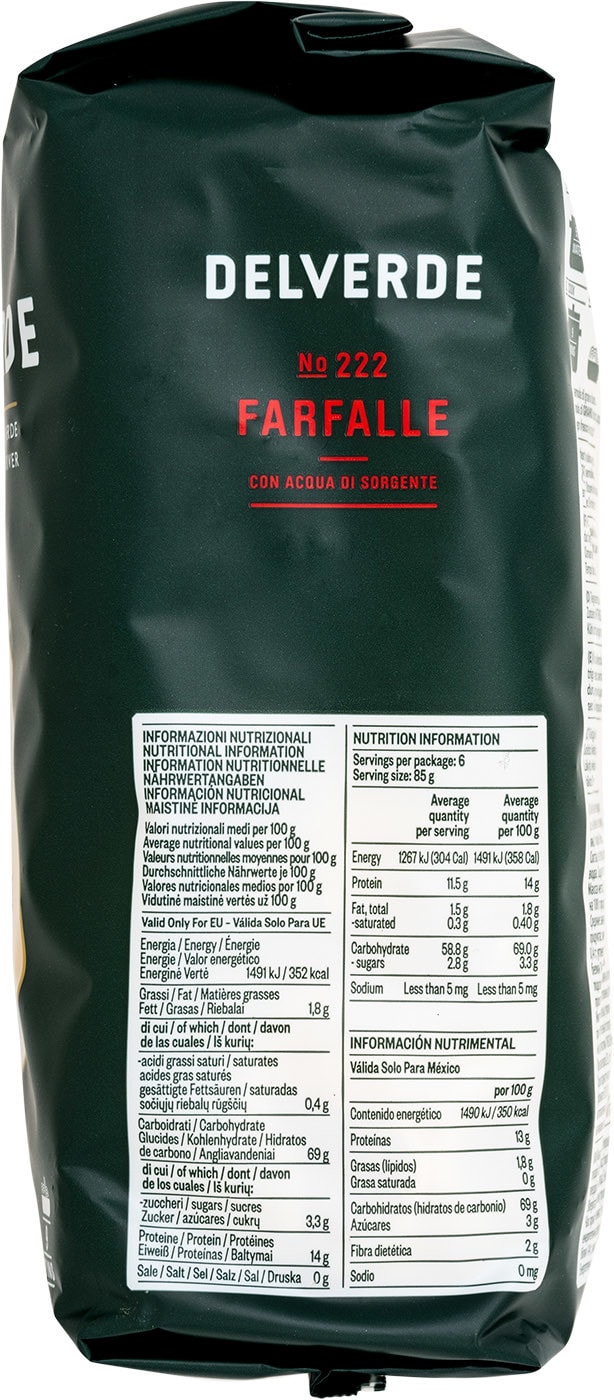 DELVERDE
No 222
FARFALLE
CON ACQUA DI SORGENTE
DE
RDE
VER
INFORMAZIONI NUTRIZIONALI
NUTRITIONAL INFORMATION
INFORMATION NUTRITIONNELLE
NÄHRWERTANGABEN
INFORMACIÓN NUTRICIONAL
MAISTINĖ INFORMACIJA
Valori nutrizionali medi per 100 g
Average nutritional values per 100 g
Valeurs nutritionnelles moyennes pour 100 g
Durchschnittliche Nährwerte je 100 g
Valores nutricionales medios por 100 g
Vidutinė maistinė vertės už 100 g
Valid Only For EU - Válida Solo Para UE
Energia / Energy / Énergie
Energie / Valor energético
Energinė Vertė 1491 kJ / 352 kcal
Grassi / Fat / Matières grasses
Fett / Grasas / Riebalai 1,8 g
di cui / of which / dont / davon
de las cuales / Iš kurių:
-acidi grassi saturi / saturates
acides gras saturés
gesättigte Fettsäuren / saturadas
sočiųjų riebalų rūgščių 0,4 g
Carboidrati / Carbohydrate
Glucides / Kohlenhydrate / Hidratos
de carbono / Angliavandeniai 69 g
di cui / of which / dont / davon
de los cuales / Iš kurių:
-zuccheri / sugars / sucres
Zucker / azúcares / cukrų 3,3 g
Proteine / Protein / Protéines
Eiweiß / Proteínas / Baltymai 14 g
Sale / Salt / Sel / Salz / Sal / Druska 0 g
NUTRITION INFORMATION
Servings per package: 6
Serving size: 85 g
Average quantity per serving Average quantity per 100 g
Energy 1267 kJ (304 Cal) 1491 kJ (358 Cal)
Protein 11.5 g 14 g
Fat, total 1.5 g 1.8 g
-saturated 0.3 g 0.40 g
Carbohydrate 58.8 g 69.0 g
- sugars 2.8 g 3.3 g
Sodium Less than 5 mg Less than 5 mg
INFORMACIÓN NUTRIMENTAL
Válida Solo Para México
por 100 g
Contenido energético 1490 kJ / 350 kcal
Proteinas 13 g
Grasas (lípidos) 1,8 g
Grasa saturada 0 g
Carbohidratos (hidratos de carbonio) 69 g
Azúcares 3 g
Fibra dietética 2 g
Sodio 0 mg